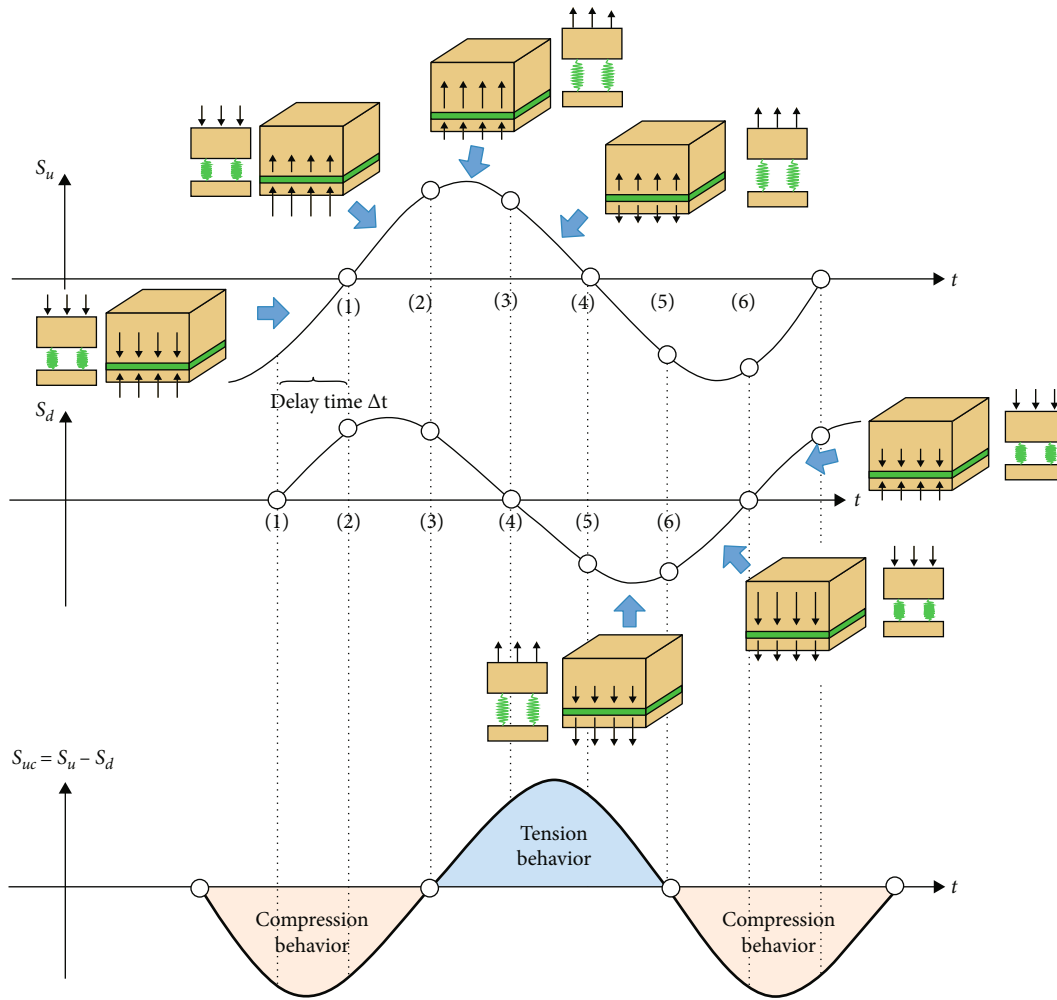 S_u
t
(1) (2) (3) (4) (5) (6)
Delay time Δt
S_d
t
(1) (2) (3) (4) (5) (6)
S_uc = S_u – S_d
Tension
behavior
t
Compression
behavior
Compression
behavior